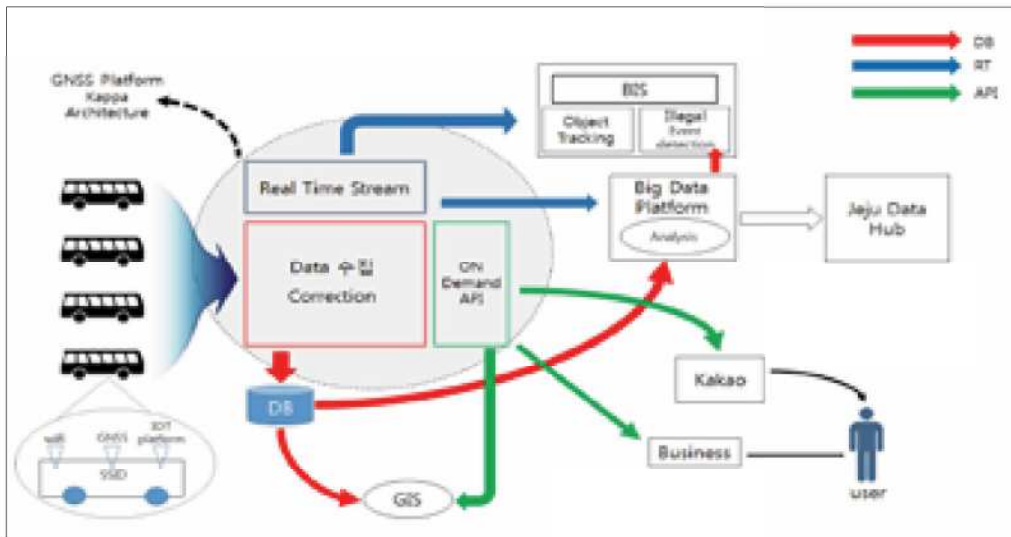 GNSS Platform
Kappa
Architecture
DB
RT
API
BIS
Object
Tracking
Illegal
Event
detection
Real Time Stream
Big Data
Platform
Analysis
Jeju Data
Hub
Data 수집
Correction
ON
Demand
API
Kakao
DB
Business
user
GIS
wifi
GNSS
IOT
platform
SSID